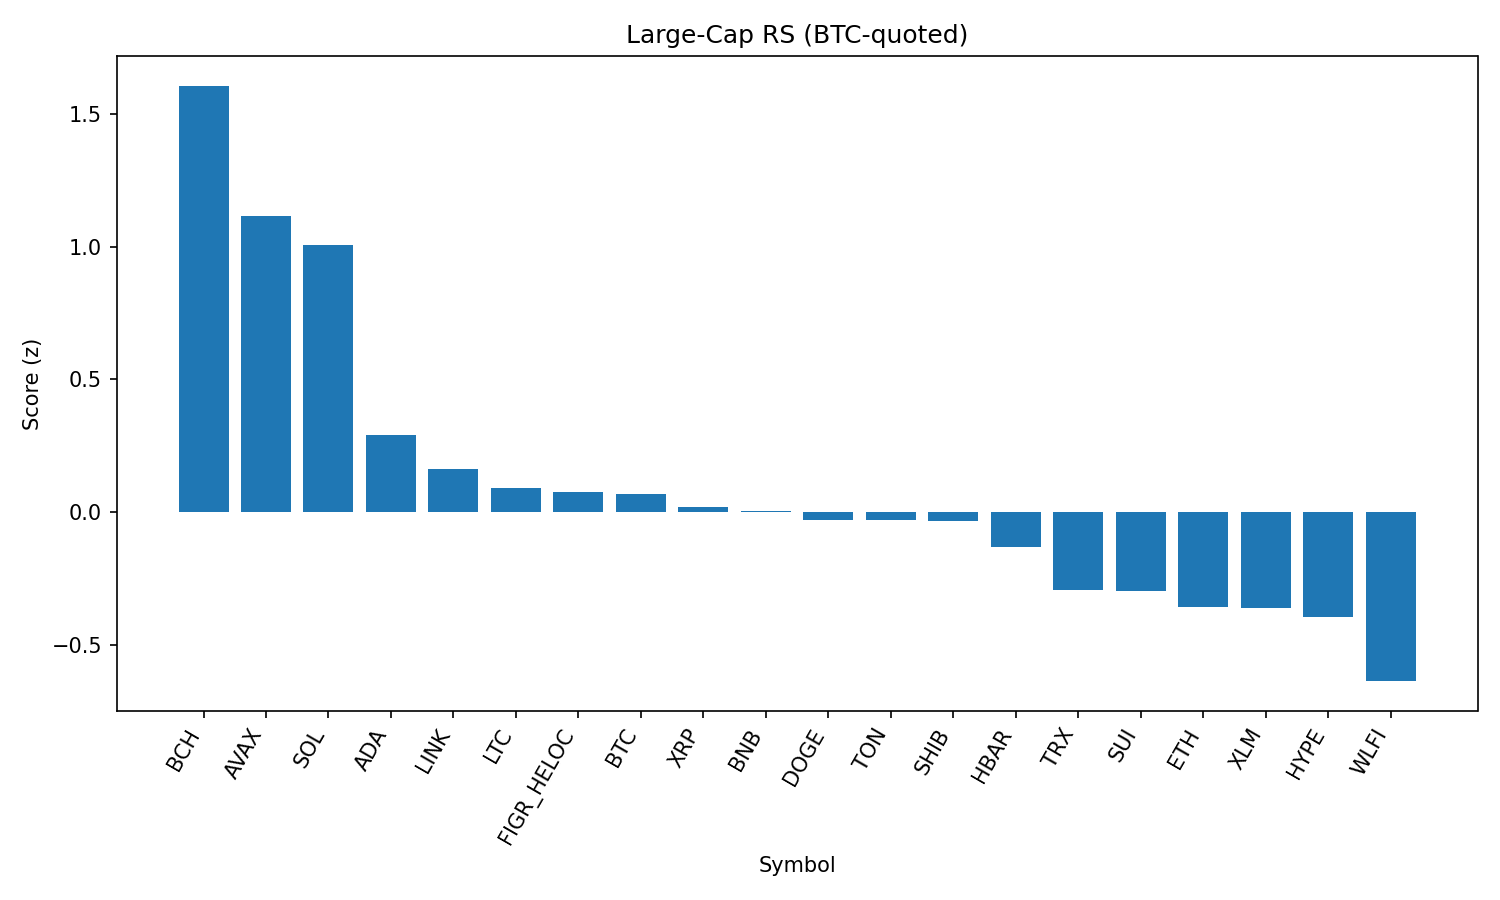 Large-Cap RS (BTC-quoted)
Score (z)
1.5
1.0
0.5
0.0
−0.5
BCH
AVAX
SOL
ADA
LINK
LTC
FIGR_HELOC
BTC
XRP
BNB
DOGE
TON
SHIB
HBAR
TRX
SUI
ETH
XLM
HYPE
WLFI
Symbol